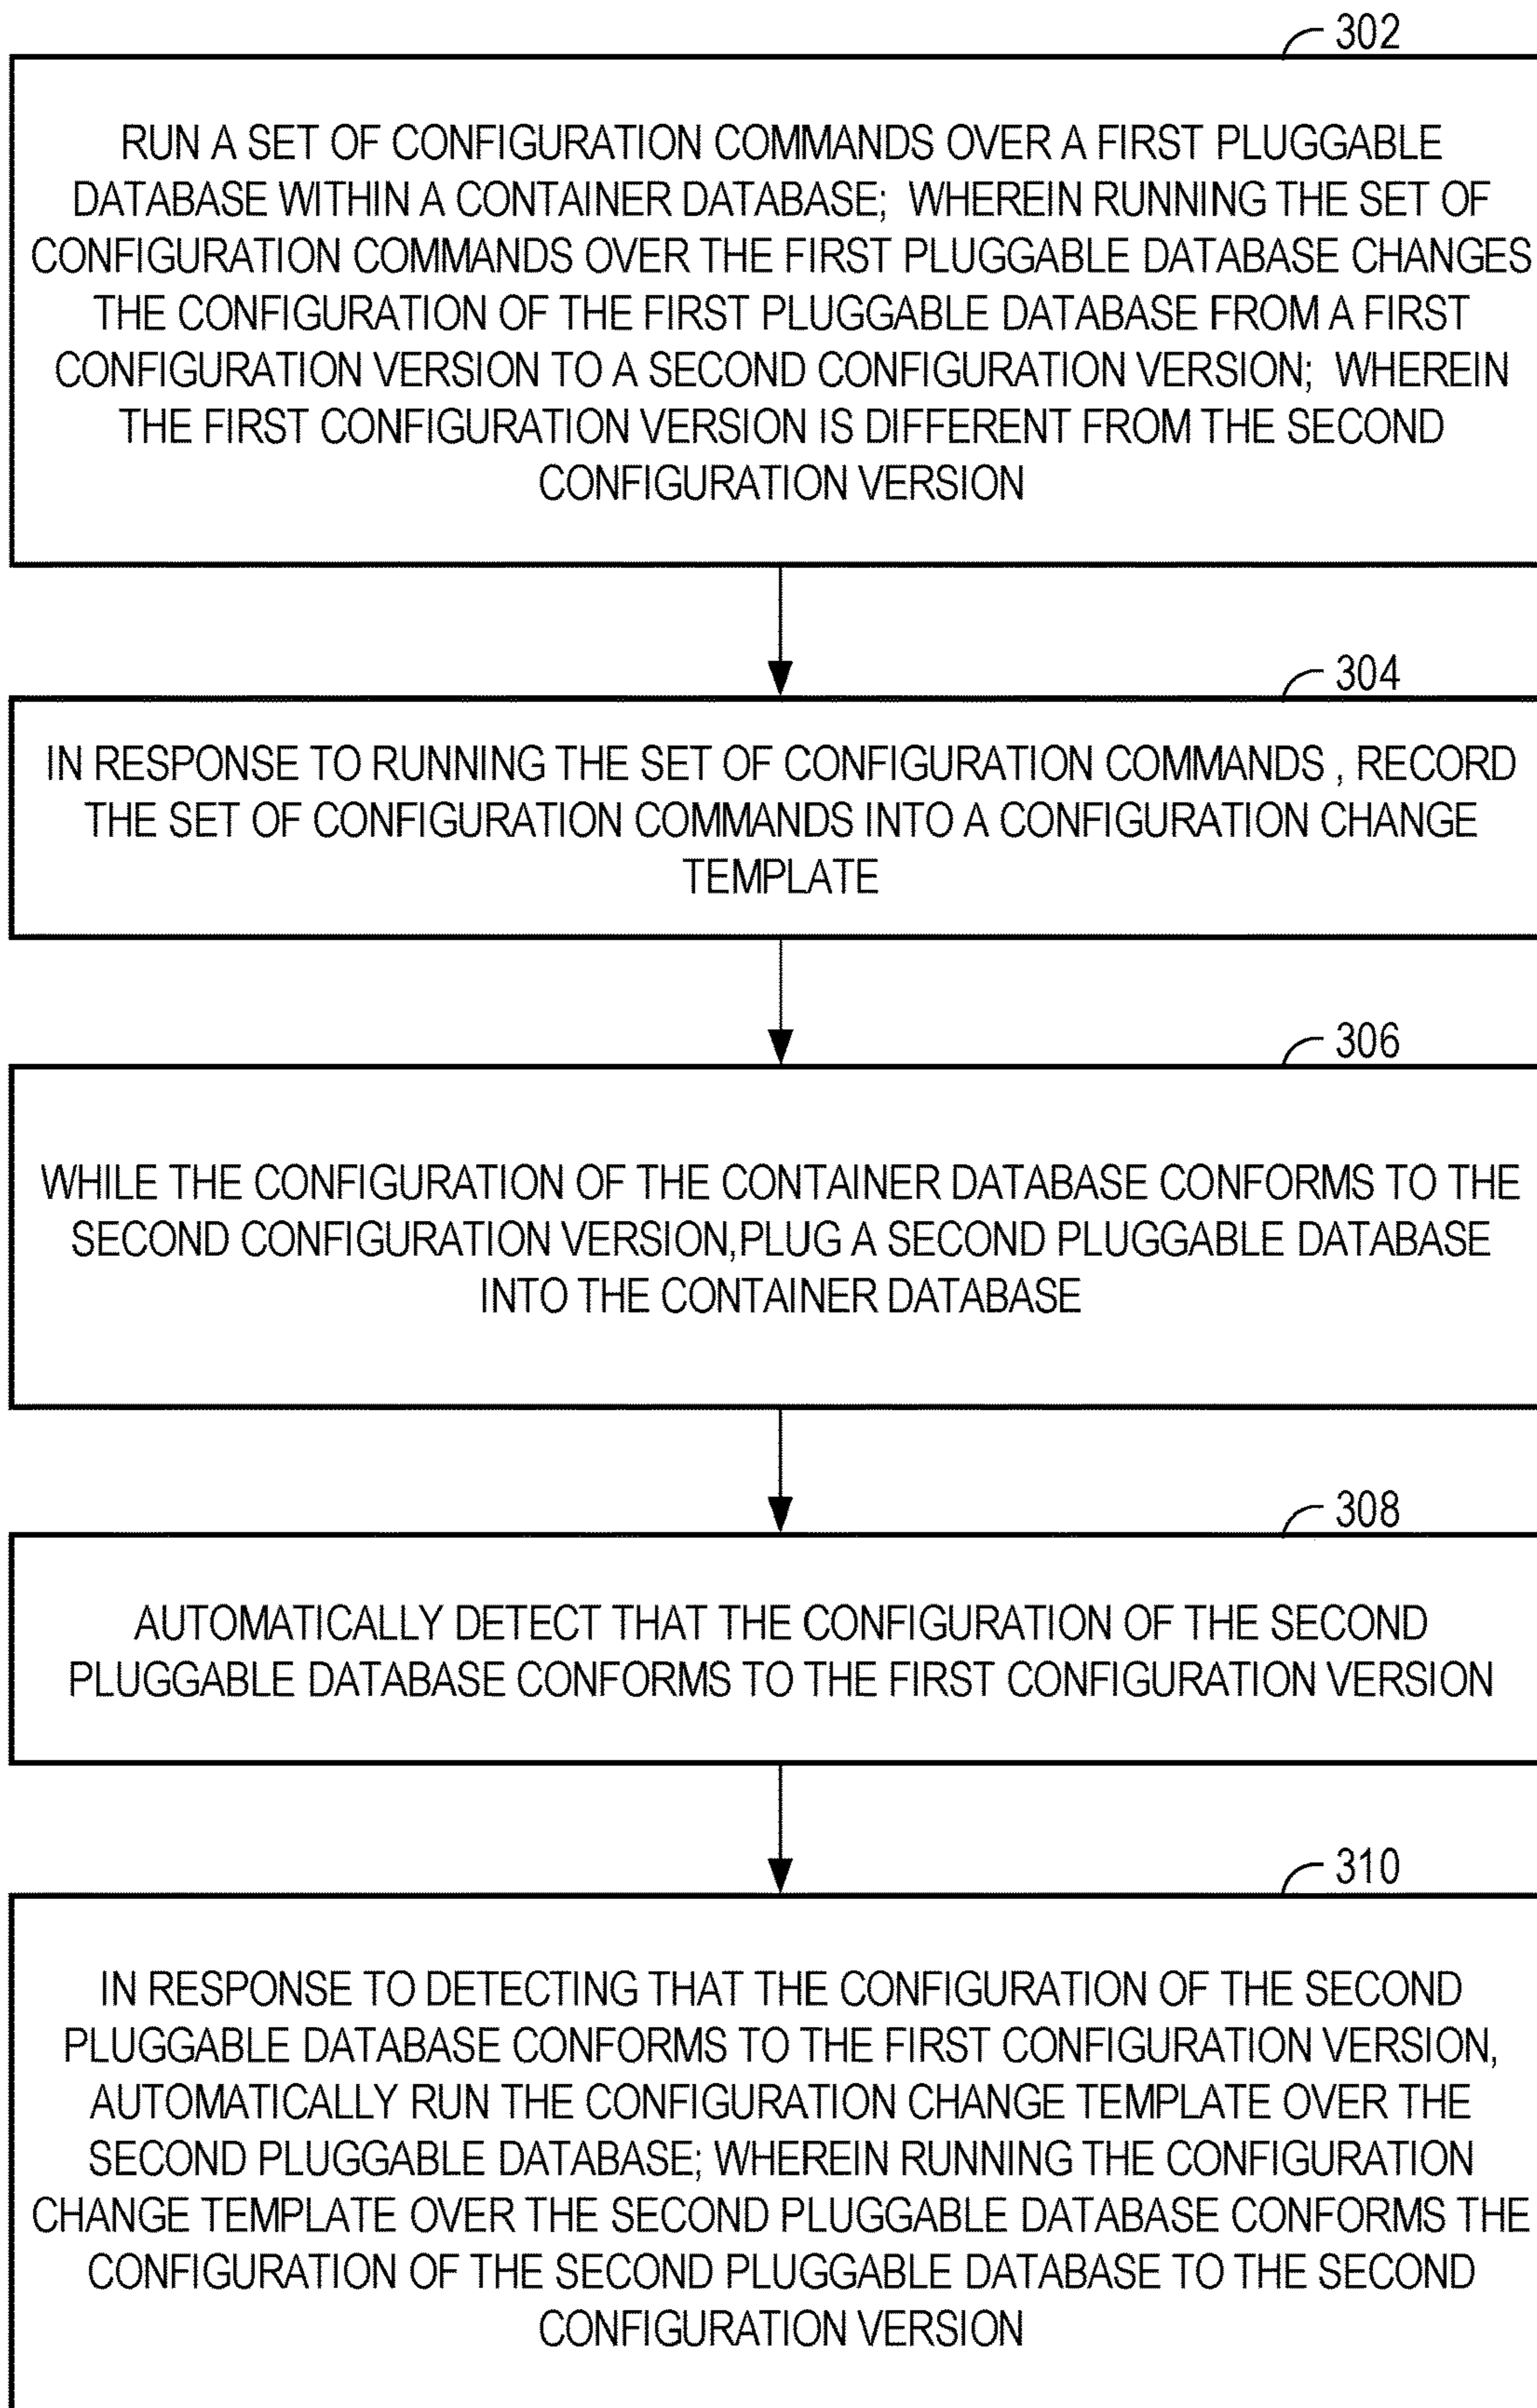 302
RUN A SET OF CONFIGURATION COMMANDS OVER A FIRST PLUGGABLE
DATABASE WITHIN A CONTAINER DATABASE; WHEREIN RUNNING THE SET OF
CONFIGURATION COMMANDS OVER THE FIRST PLUGGABLE DATABASE CHANGES
THE CONFIGURATION OF THE FIRST PLUGGABLE DATABASE FROM A FIRST
CONFIGURATION VERSION TO A SECOND CONFIGURATION VERSION; WHEREIN
THE FIRST CONFIGURATION VERSION IS DIFFERENT FROM THE SECOND
CONFIGURATION VERSION
304
IN RESPONSE TO RUNNING THE SET OF CONFIGURATION COMMANDS , RECORD
THE SET OF CONFIGURATION COMMANDS INTO A CONFIGURATION CHANGE
TEMPLATE
306
WHILE THE CONFIGURATION OF THE CONTAINER DATABASE CONFORMS TO THE
SECOND CONFIGURATION VERSION,PLUG A SECOND PLUGGABLE DATABASE
INTO THE CONTAINER DATABASE
308
AUTOMATICALLY DETECT THAT THE CONFIGURATION OF THE SECOND
PLUGGABLE DATABASE CONFORMS TO THE FIRST CONFIGURATION VERSION
310
IN RESPONSE TO DETECTING THAT THE CONFIGURATION OF THE SECOND
PLUGGABLE DATABASE CONFORMS TO THE FIRST CONFIGURATION VERSION,
AUTOMATICALLY RUN THE CONFIGURATION CHANGE TEMPLATE OVER THE
SECOND PLUGGABLE DATABASE; WHEREIN RUNNING THE CONFIGURATION
CHANGE TEMPLATE OVER THE SECOND PLUGGABLE DATABASE CONFORMS THE
CONFIGURATION OF THE SECOND PLUGGABLE DATABASE TO THE SECOND
CONFIGURATION VERSION